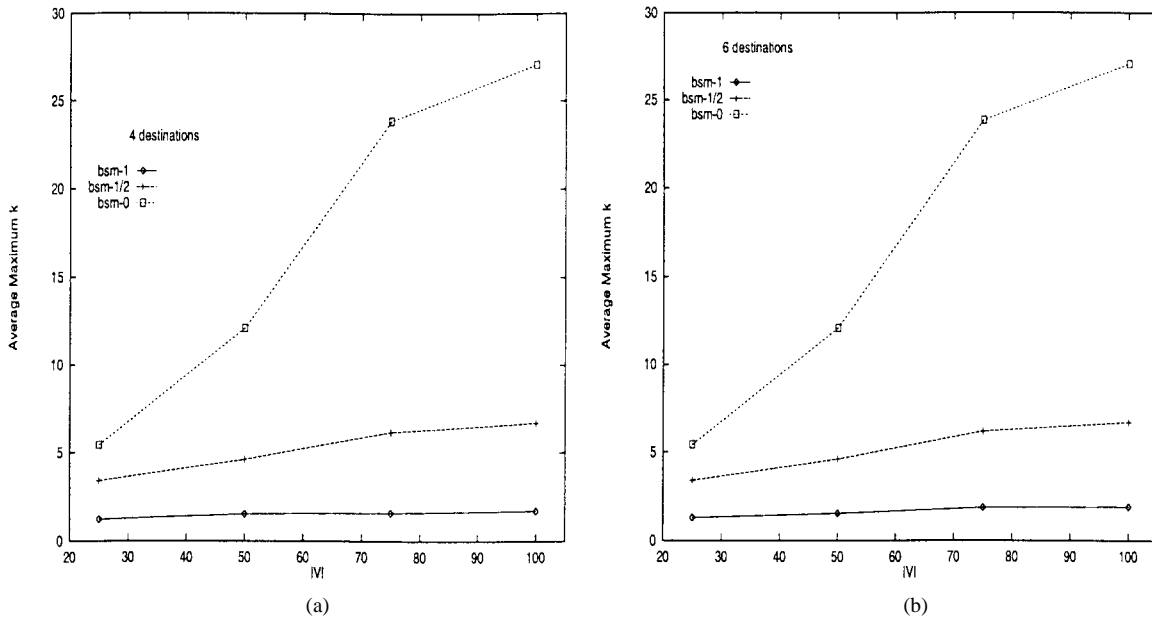 30
25
20
15
10
5
0
Average Maximum k
4 destinations
bsm-1
bsm-1/2
bsm-0
20 30 40 50 60 70 80 90 100
|V|
(a)
30
25
20
15
10
5
0
Average Maximum k
6 destinations
bsm-1
bsm-1/2
bsm-0
20 30 40 50 60 70 80 90 100
|V|
(b)